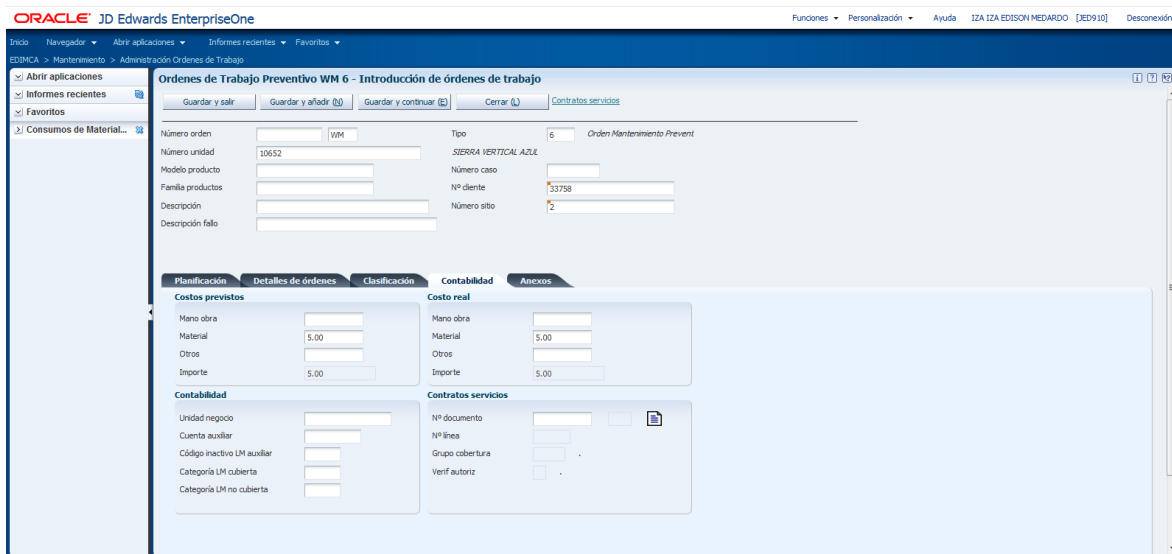 ORACLE JD Edwards EnterpriseOne
Funciones Personalización Ayuda IZA IZA EDISON MEDARDO [JED910] Desconexión
Inicio Navegador Abrir aplicaciones Informes recientes Favoritos
EDIMCA > Mantenimiento > Administración Ordenes de Trabajo
Abrir aplicaciones
Informes recientes
Favoritos
Consumos de Material...
Ordenes de Trabajo Preventivo WM 6 - Introducción de órdenes de trabajo
Guardar y salir Guardar y añadir (N) Guardar y continuar (E) Cerrar (L) Contratos servicios
Número orden WM Tipo 6 Orden Mantenimiento Prevent
Número unidad 10652 SIERRA VERTICAL AZUL
Modelo producto Número caso
Familia productos Nº cliente 33758
Descripción Número sitio 2
Descripción fallo
Planificación Detalles de órdenes Clasificación Contabilidad Anexos
Costos previstos
Mano obra
Material 5.00
Otros
Importe 5.00
Costo real
Mano obra
Material 5.00
Otros
Importe 5.00
Contabilidad
Unidad negocio
Cuenta auxiliar
Código inactivo LM auxiliar
Categoría LM cubierta
Categoría LM no cubierta
Contratos servicios
Nº documento
Nº línea
Grupo cobertura .
Verif autoriz .